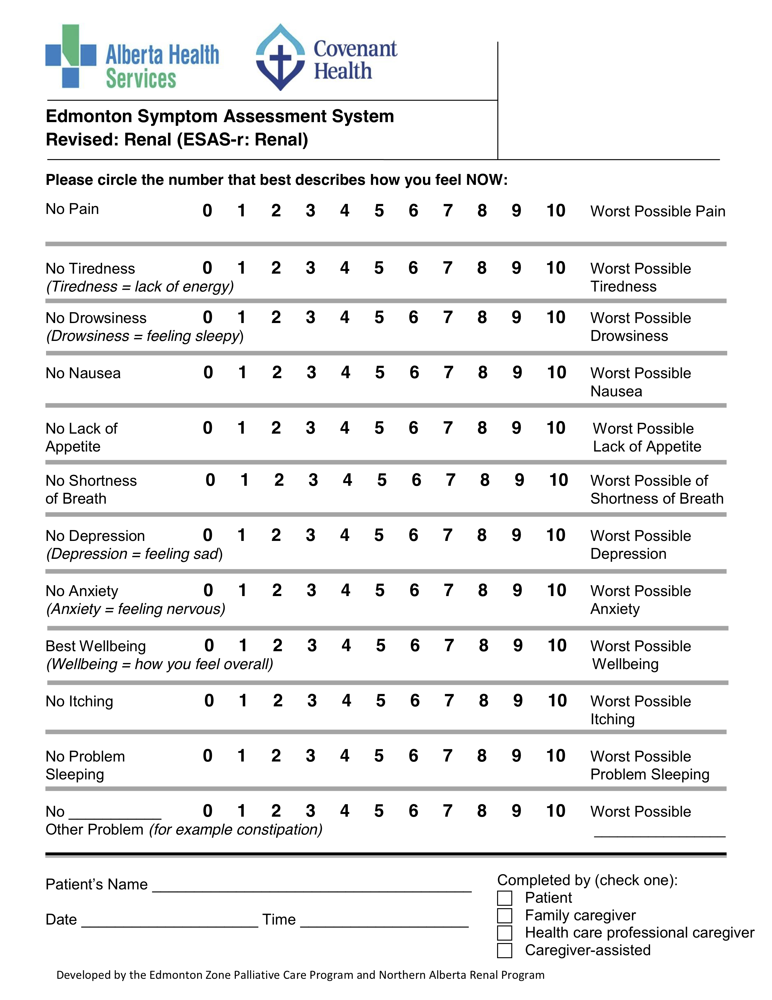 Alberta Health
Services
Covenant
Health
Edmonton Symptom Assessment System
Revised: Renal (ESAS-r: Renal)
Please circle the number that best describes how you feel NOW:
No Pain 0 1 2 3 4 5 6 7 8 9 10 Worst Possible Pain
No Tiredness 0 1 2 3 4 5 6 7 8 9 10 Worst Possible
(Tiredness = lack of energy) Tiredness
No Drowsiness 0 1 2 3 4 5 6 7 8 9 10 Worst Possible
(Drowsiness = feeling sleepy) Drowsiness
No Nausea 0 1 2 3 4 5 6 7 8 9 10 Worst Possible
Nausea
No Lack of 0 1 2 3 4 5 6 7 8 9 10 Worst Possible
Appetite Lack of Appetite
No Shortness 0 1 2 3 4 5 6 7 8 9 10 Worst Possible of
of Breath Shortness of Breath
No Depression 0 1 2 3 4 5 6 7 8 9 10 Worst Possible
(Depression = feeling sad) Depression
No Anxiety 0 1 2 3 4 5 6 7 8 9 10 Worst Possible
(Anxiety = feeling nervous) Anxiety
Best Wellbeing 0 1 2 3 4 5 6 7 8 9 10 Worst Possible
(Wellbeing = how you feel overall) Wellbeing
No Itching 0 1 2 3 4 5 6 7 8 9 10 Worst Possible
Itching
No Problem 0 1 2 3 4 5 6 7 8 9 10 Worst Possible
Sleeping Problem Sleeping
No ___________ 0 1 2 3 4 5 6 7 8 9 10 Worst Possible
Other Problem (for example constipation) ________________
Patient's Name ______________________________________
Date _____________________ Time ____________________
Completed by (check one):
Patient
Family caregiver
Health care professional caregiver
Caregiver-assisted
Developed by the Edmonton Zone Palliative Care Program and Northern Alberta Renal Program